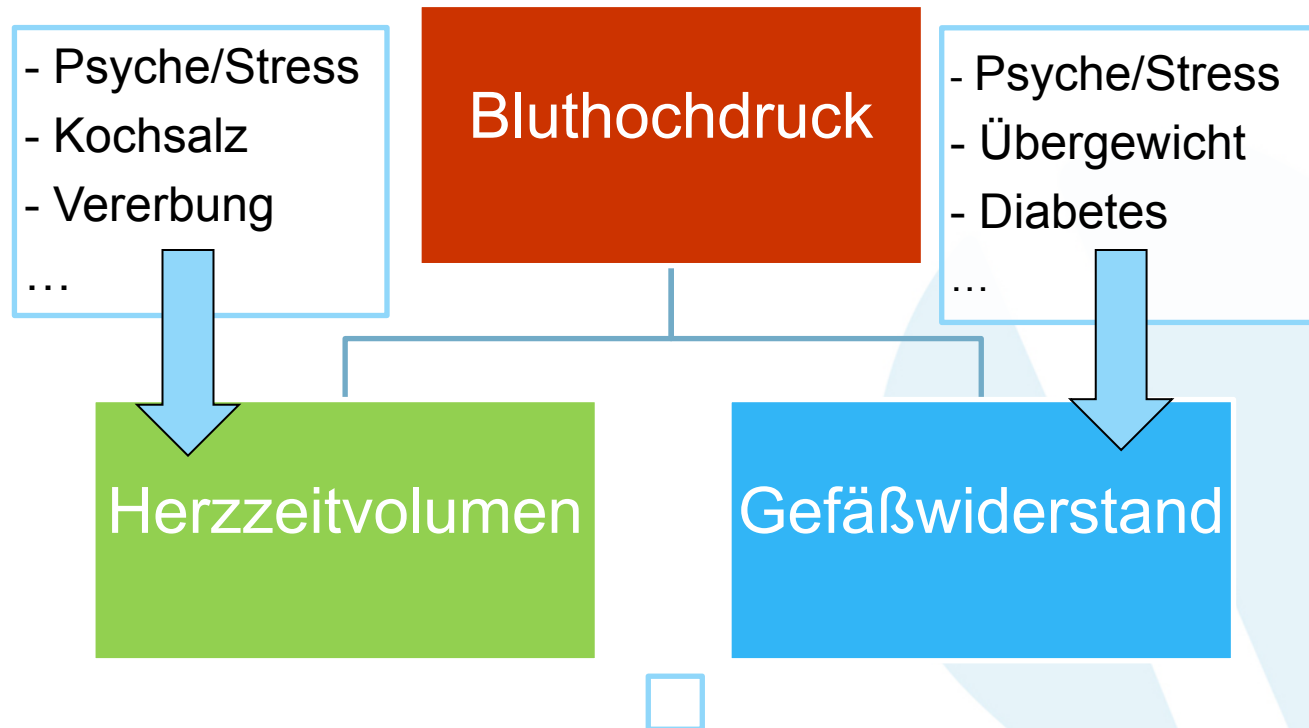 - Psyche/Stress
- Kochsalz
- Vererbung
…
Bluthochdruck
- Psyche/Stress
- Übergewicht
- Diabetes
…
Herzzeitvolumen
Gefäßwiderstand